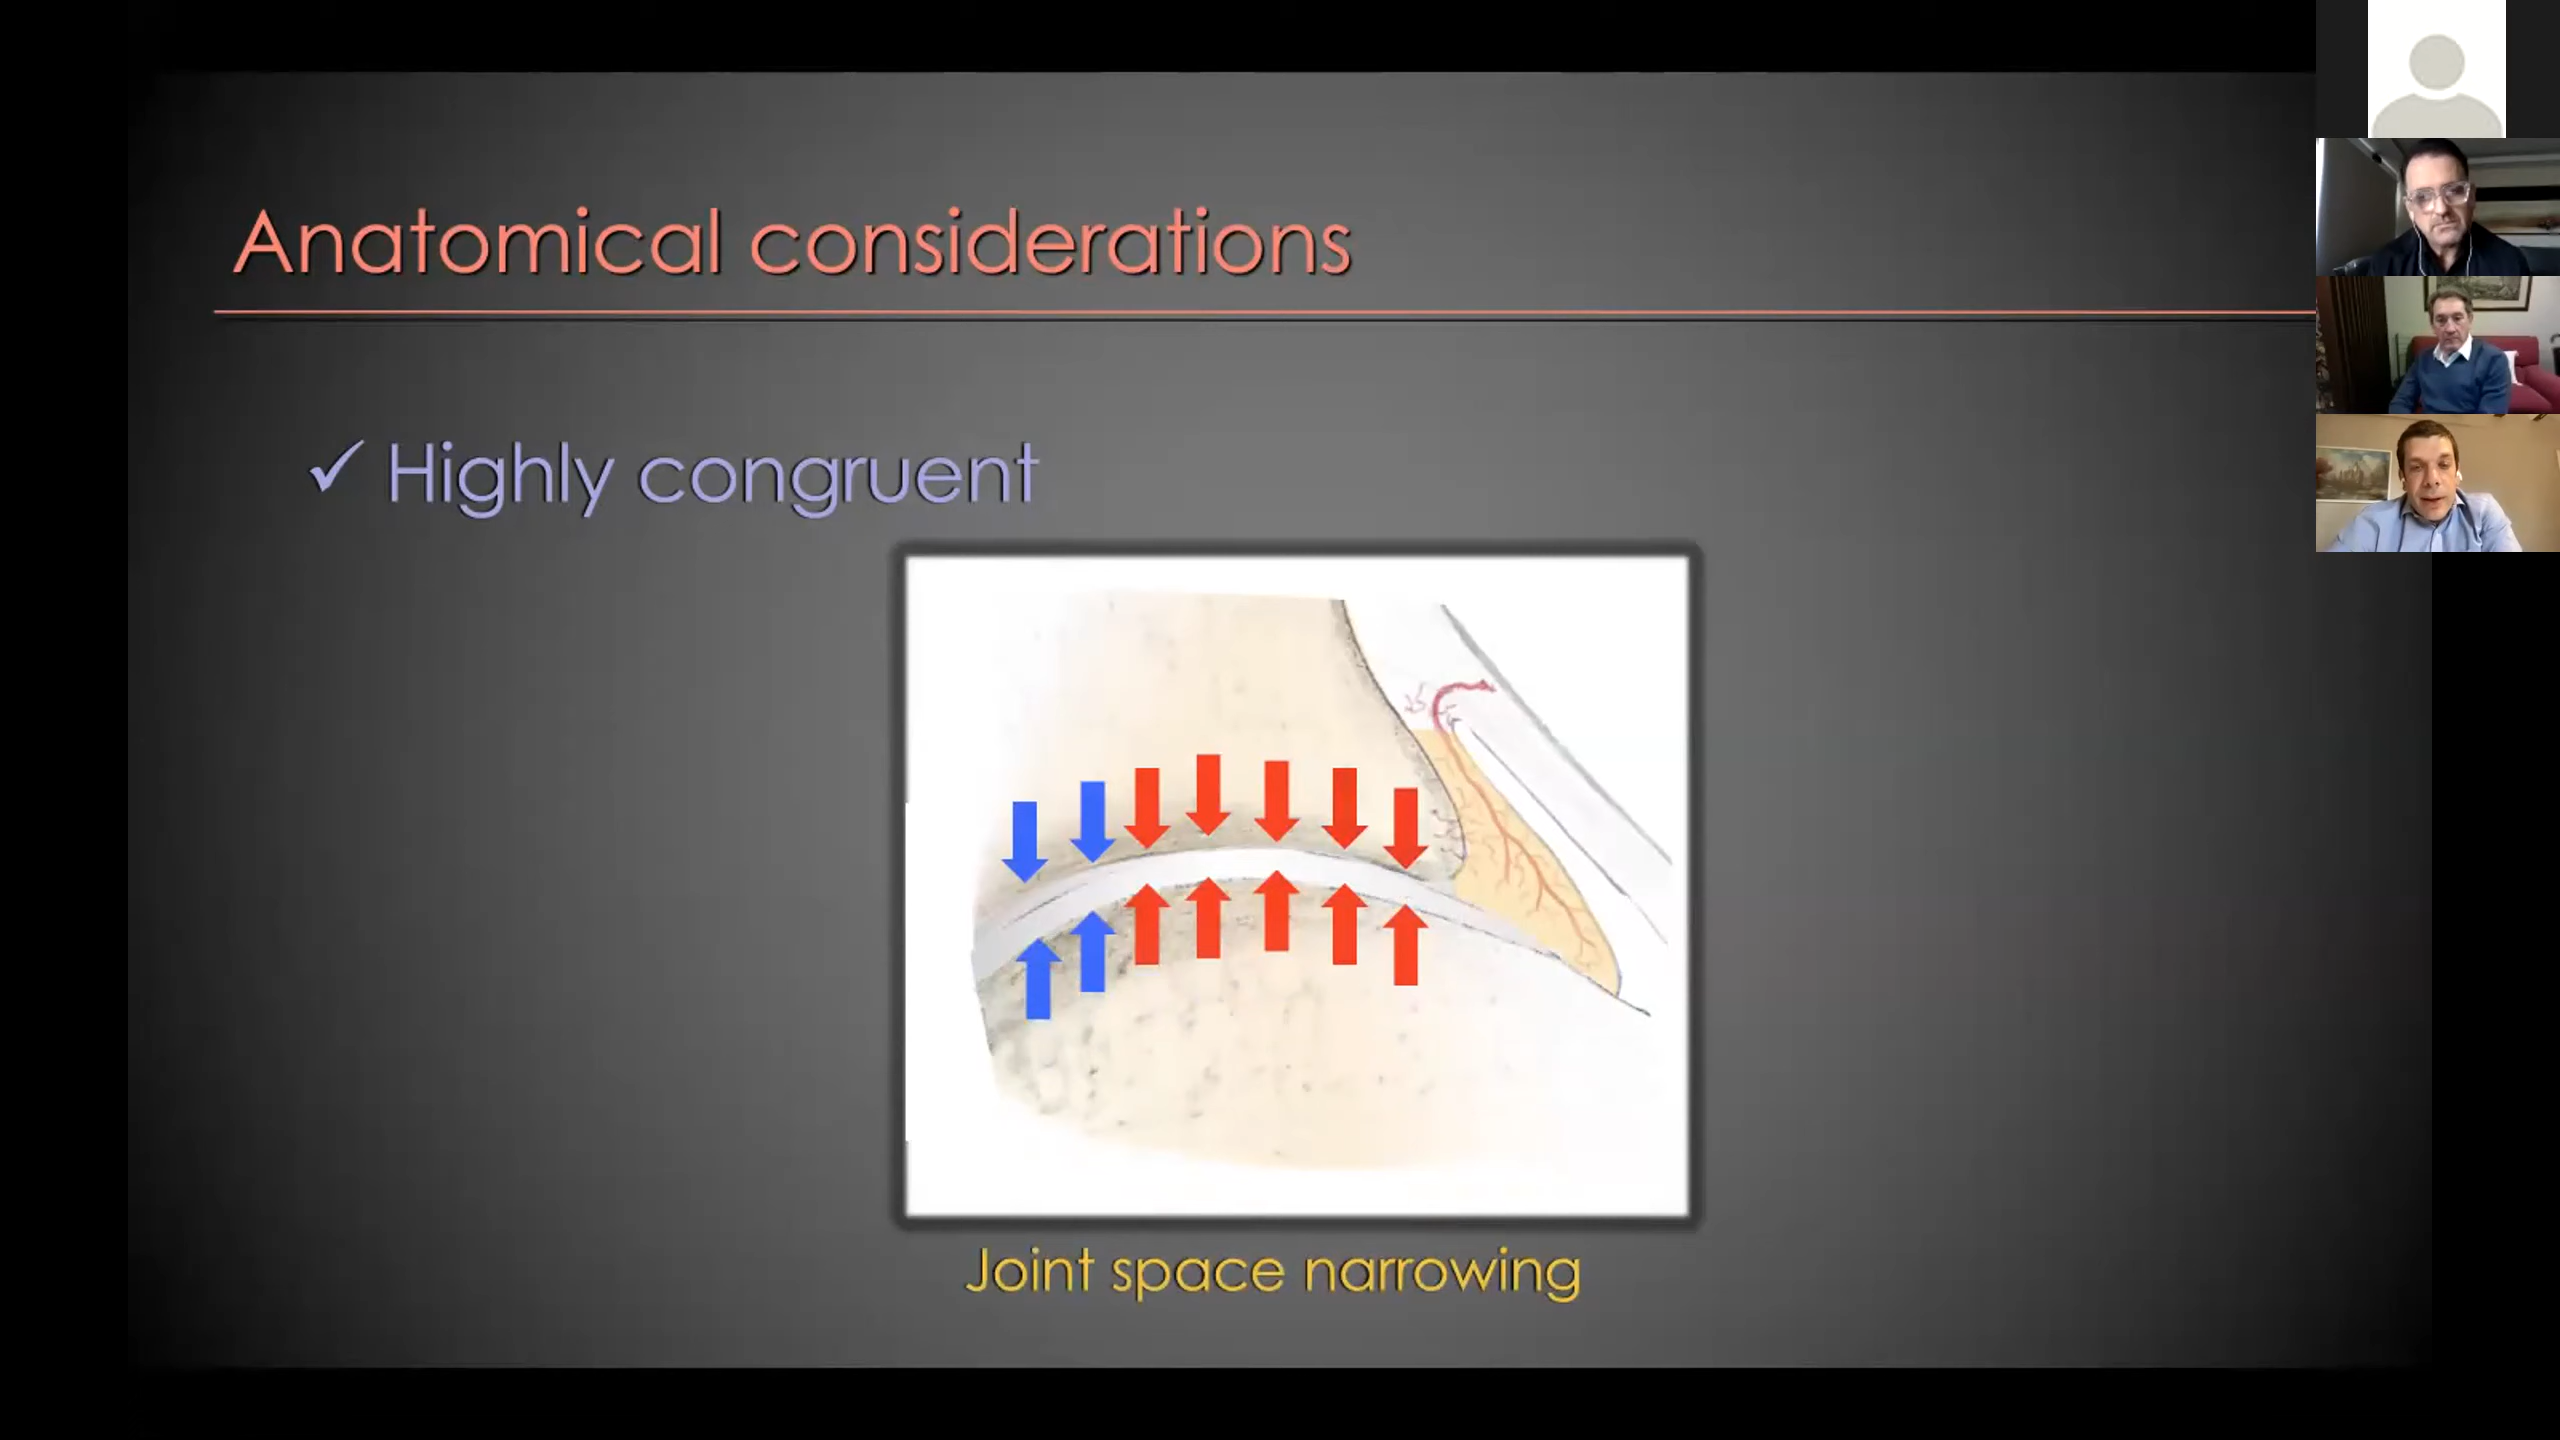 Anatomical considerations
✓ Highly congruent
Joint space narrowing